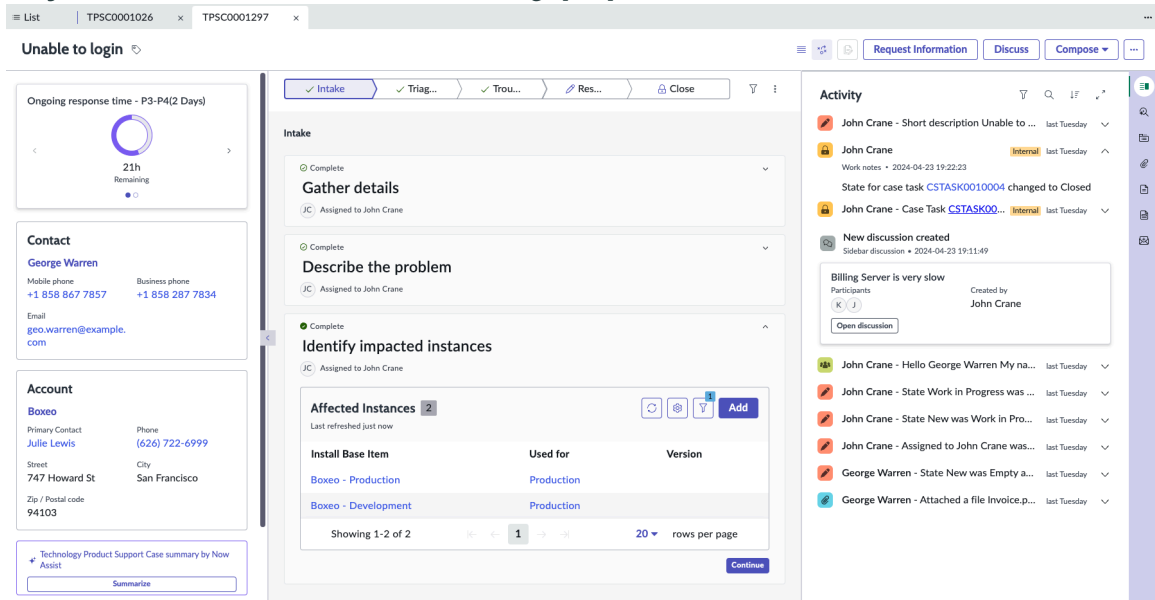 List
TPSC0001026 ×
TPSC0001297 ×
Unable to login
Request Information
Discuss
Compose
Ongoing response time - P3-P4(2 Days)
21h
Remaining
Contact
George Warren
Mobile phone
+1 858 867 7857
Business phone
+1 858 287 7834
Email
geo.warren@example.
com
Account
Boxeo
Primary Contact
Julie Lewis
Phone
(626) 722-6999
Street
747 Howard St
City
San Francisco
Zip / Postal code
94103
Technology Product Support Case summary by Now
Assist
Summarize
Intake
Triag...
Trou...
Res...
Close
Intake
Complete
Gather details
JC Assigned to John Crane
Complete
Describe the problem
JC Assigned to John Crane
Complete
Identify impacted instances
JC Assigned to John Crane
Affected Instances 2
Last refreshed just now
1
Add
Install Base Item Used for Version
Boxeo - Production Production
Boxeo - Development Production
Showing 1-2 of 2 1 20 rows per page
Continue
Activity
John Crane - Short description Unable to ... last Tuesday
John Crane Internal last Tuesday
Work notes • 2024-04-23 19:22:23
State for case task CSTASK0010004 changed to Closed
John Crane - Case Task CSTASK00... Internal last Tuesday
New discussion created
Sidebar discussion • 2024-04-23 19:11:49
Billing Server is very slow
Participants
K J
Created by
John Crane
Open discussion
John Crane - Hello George Warren My na... last Tuesday
John Crane - State Work in Progress was ... last Tuesday
John Crane - State New was Work in Pro... last Tuesday
John Crane - Assigned to John Crane was... last Tuesday
George Warren - State New was Empty a... last Tuesday
George Warren - Attached a file Invoice.p... last Tuesday